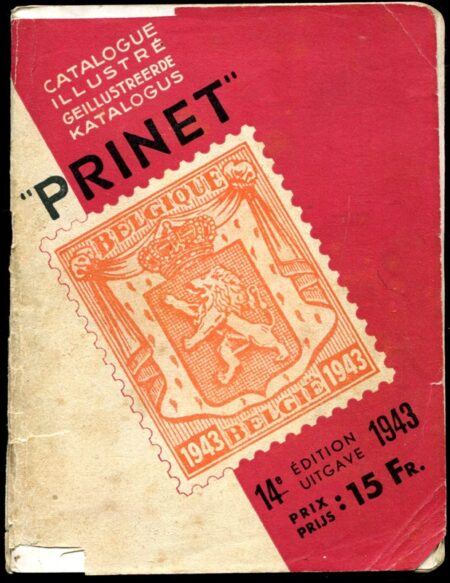 CATALOGUE
ILLUSTRÉ
GEILLUSTREERDE
KATALOGUS
"PRINET"
BELGIQUE
1943 BELGIË 1943
14e ÉDITION UITGAVE 1943
PRIX PRIJS : 15 FR.